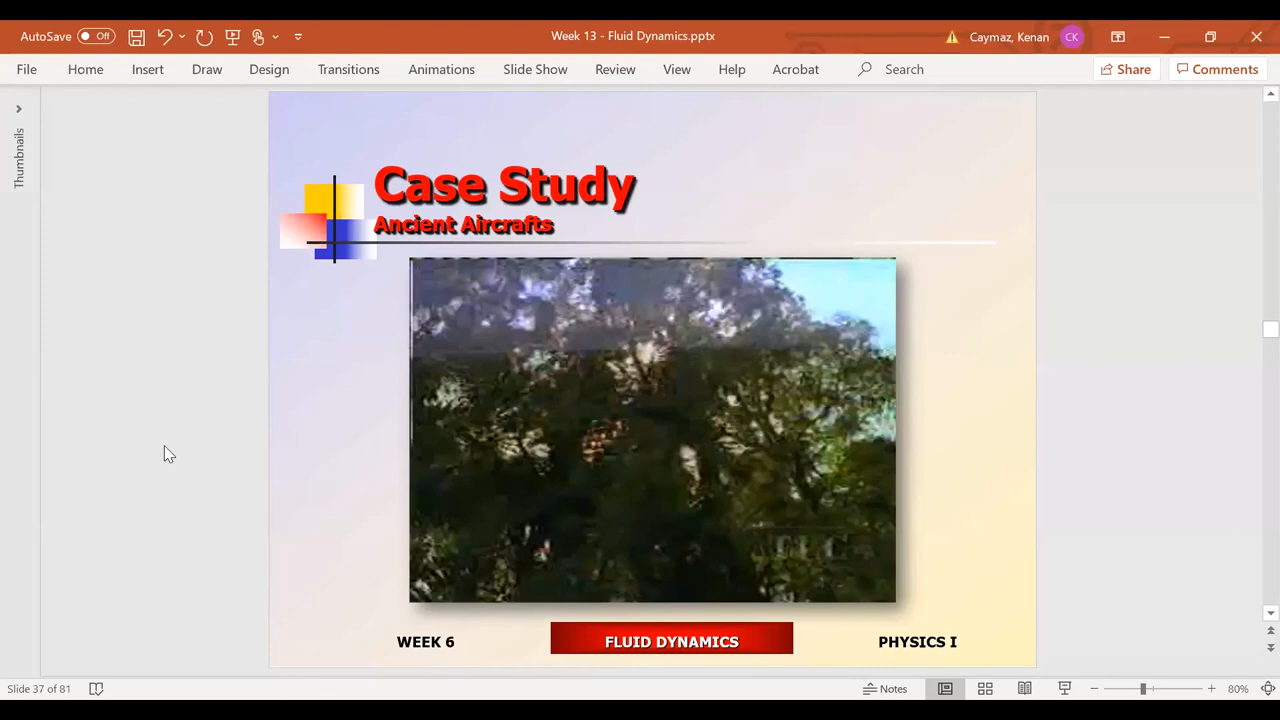 AutoSave Off Week 13 - Fluid Dynamics.pptx Caymaz, Kenan CK
File Home Insert Draw Design Transitions Animations Slide Show Review View Help Acrobat Search Share Comments
Thumbnails
Case Study
Ancient Aircrafts
WEEK 6 FLUID DYNAMICS PHYSICS I
Slide 37 of 81 Notes 80%